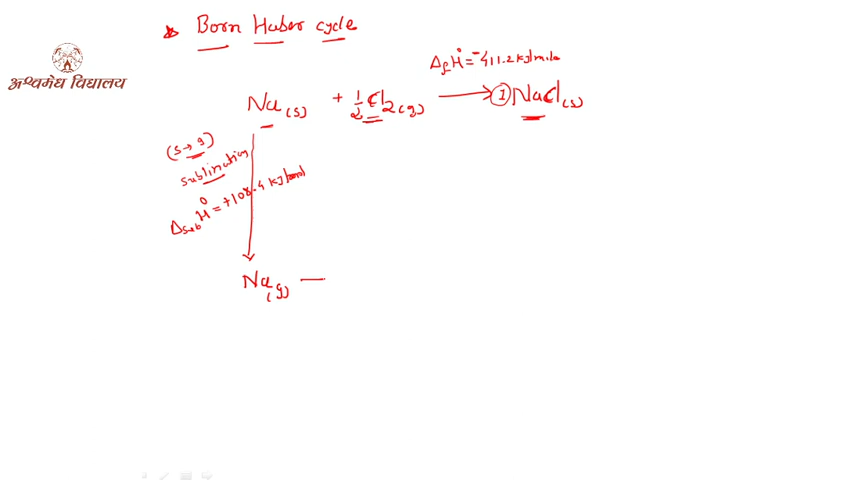 अश्वमेध विद्यालय
Born Haber cycle
ΔfH° = -411.2 kJ/mole
Na(s) + 1/2 Cl2(g) ⟶ ① NaCl(s)
(s → g)
sublimation
ΔsubH° = +108.4 kJ/mol
Na(g) —